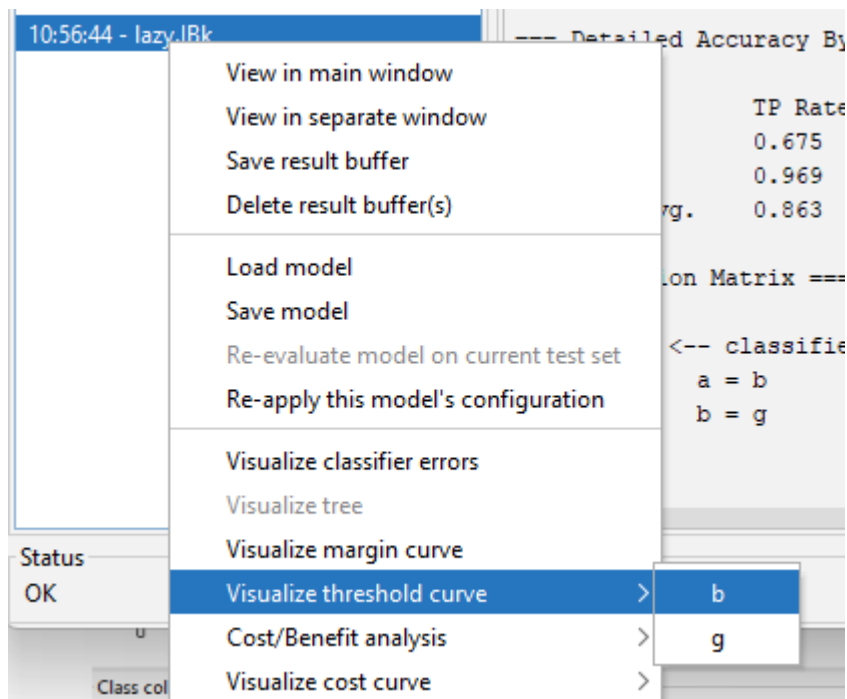 10:56:44 - lazy.IBk
=== Detailed Accuracy By
TP Rate
0.675
0.969
vg. 0.863
ion Matrix ===
<-- classifie
a = b
b = g
View in main window
View in separate window
Save result buffer
Delete result buffer(s)
Load model
Save model
Re-evaluate model on current test set
Re-apply this model's configuration
Visualize classifier errors
Visualize tree
Visualize margin curve
Visualize threshold curve
b
Cost/Benefit analysis
g
Visualize cost curve
Status
OK
Class col